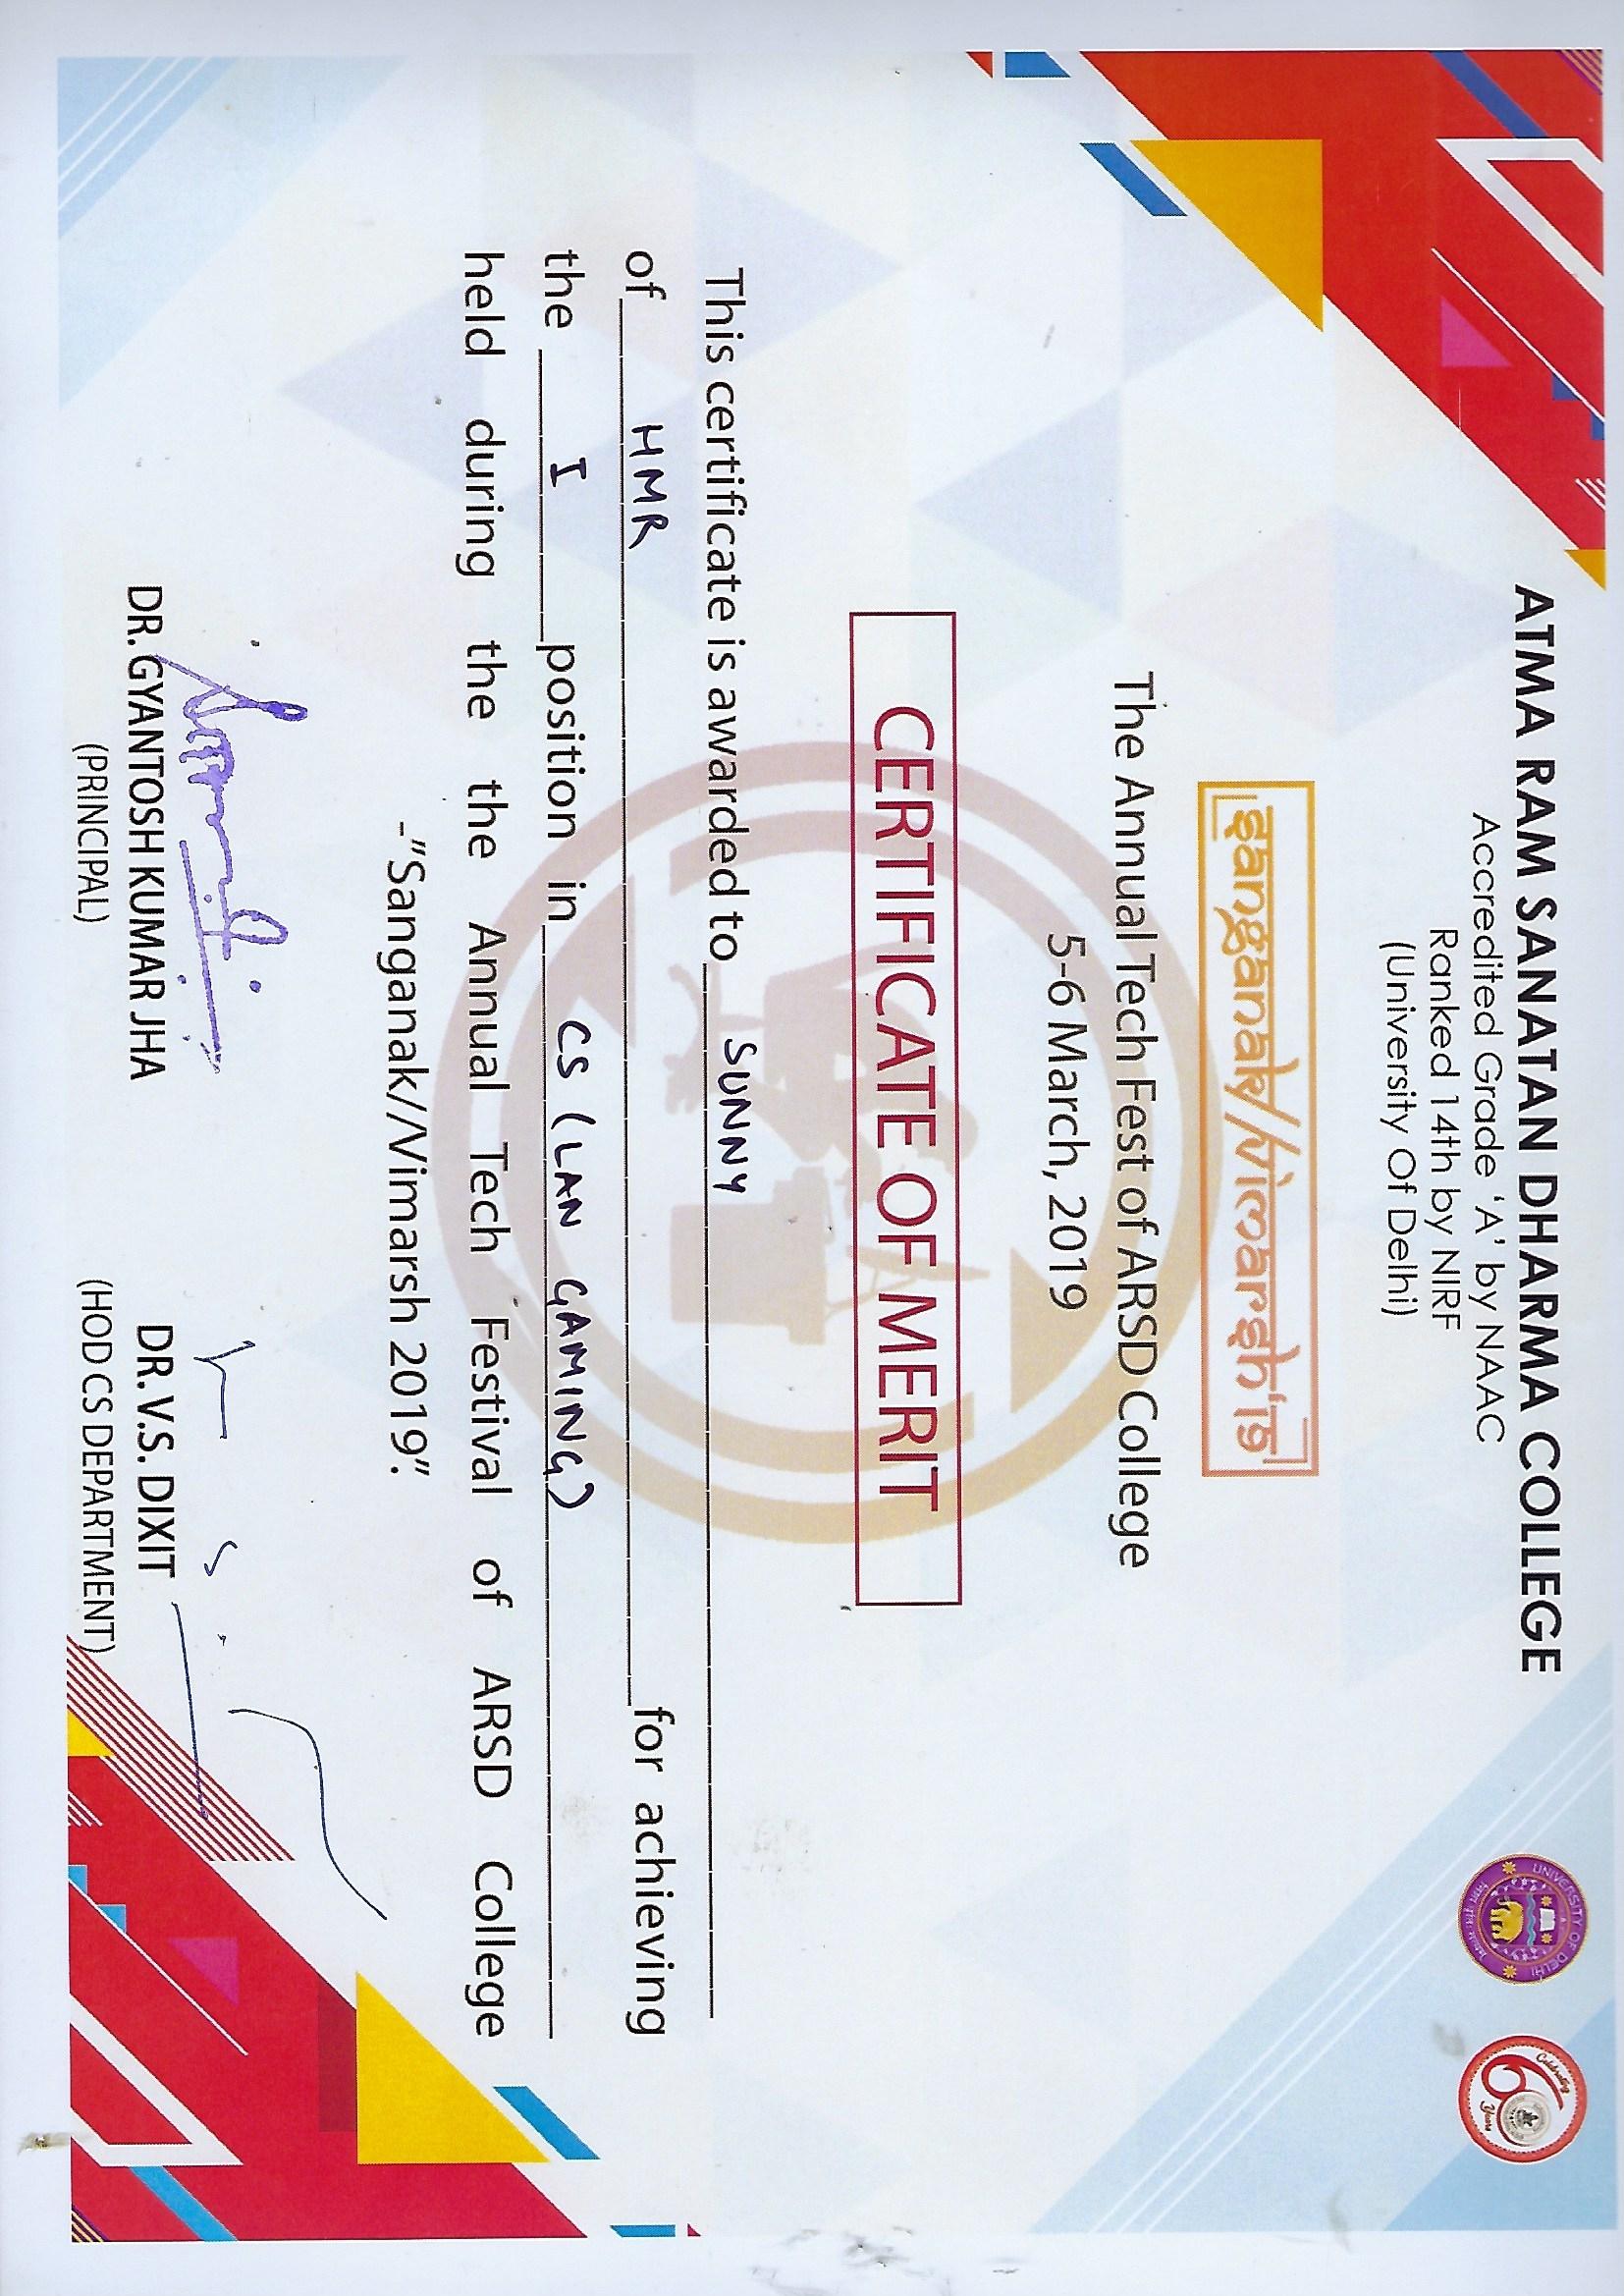 ATMA RAM SANATAN DHARMA COLLEGE
Accredited Grade ‘A’ by NAAC
Ranked 14th by NIRF
(University Of Delhi)
UNIVERSITY OF DELHI
Celebrating
60
Years
sanganak//vimarsh‘19
The Annual Tech Fest of ARSD College
5-6 March, 2019
CERTIFICATE OF MERIT
This certificate is awarded to SUNNY
of HMR for achieving
the I position in CS (LAN GAMING)
held during the the Annual Tech Festival of ARSD College
-"Sanganak//Vimarsh 2019".
DR. GYANTOSH KUMAR JHA
(PRINCIPAL)
DR. V.S. DIXIT
(HOD CS DEPARTMENT)